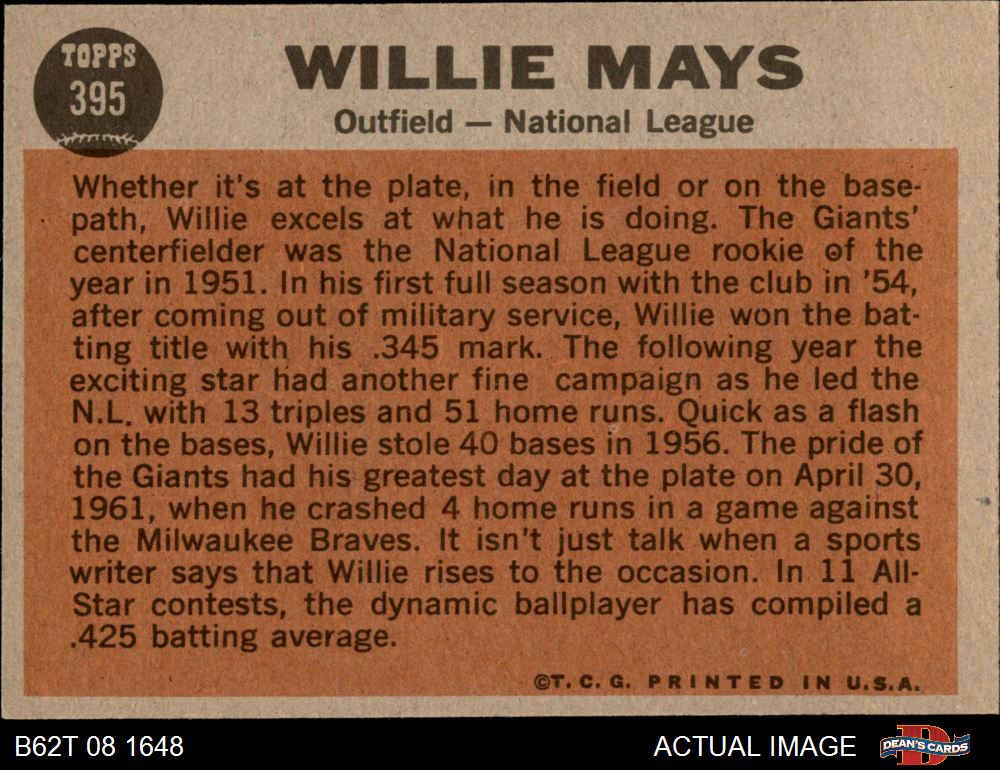 TOPPS
395
WILLIE MAYS
Outfield — National League
Whether it's at the plate, in the field or on the base-
path, Willie excels at what he is doing. The Giants'
centerfielder was the National League rookie of the
year in 1951. In his first full season with the club in '54,
after coming out of military service, Willie won the bat-
ting title with his .345 mark. The following year the
exciting star had another fine campaign as he led the
N.L. with 13 triples and 51 home runs. Quick as a flash
on the bases, Willie stole 40 bases in 1956. The pride of
the Giants had his greatest day at the plate on April 30,
1961, when he crashed 4 home runs in a game against
the Milwaukee Braves. It isn't just talk when a sports
writer says that Willie rises to the occasion. In 11 All-
Star contests, the dynamic ballplayer has compiled a
.425 batting average.
©T. C. G. PRINTED IN U.S.A.
B62T 08 1648
ACTUAL IMAGE
D
DEAN'S CARDS